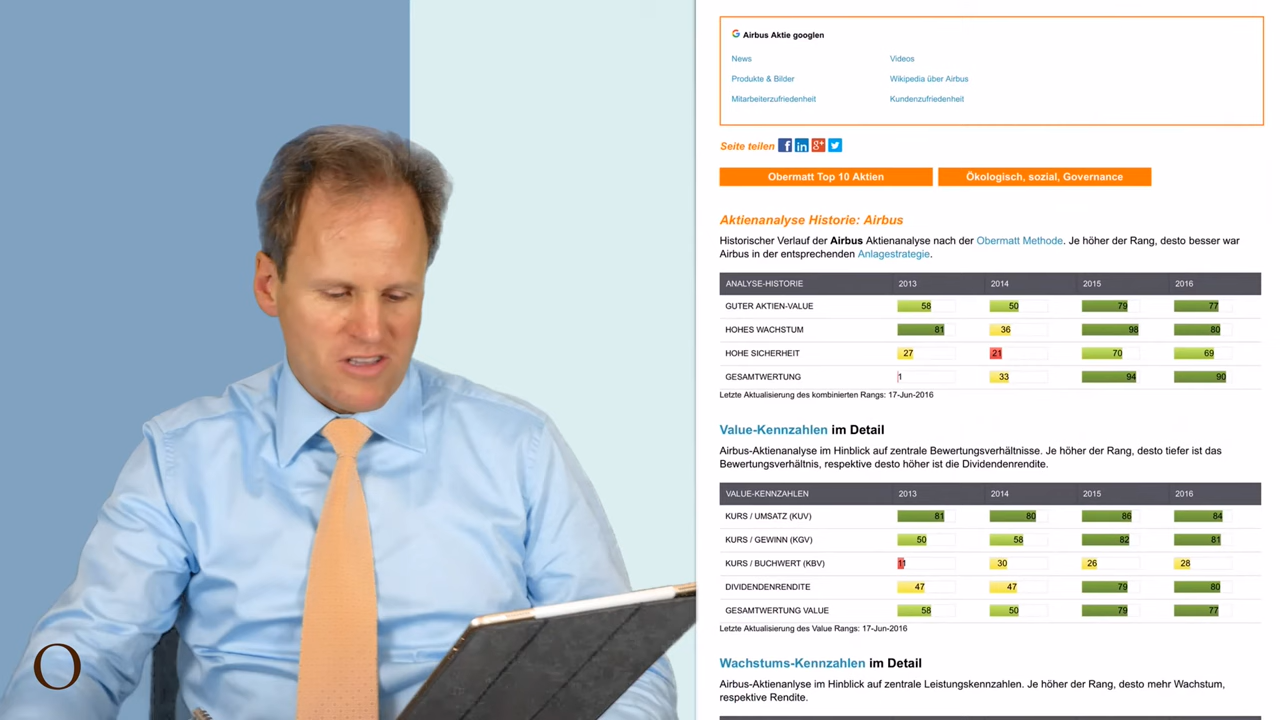 Airbus Aktie googlen
News Videos
Produkte & Bilder Wikipedia über Airbus
Mitarbeiterzufriedenheit Kundenzufriedenheit
Seite teilen
Obermatt Top 10 Aktien Ökologisch, sozial, Governance
Aktienanalyse Historie: Airbus
Historischer Verlauf der Airbus Aktienanalyse nach der Obermatt Methode. Je höher der Rang, desto besser war
Airbus in der entsprechenden Anlagestrategie.
ANALYSE-HISTORIE 2013 2014 2015 2016
GUTER AKTIEN-VALUE 58 50 79 77
HOHES WACHSTUM 81 36 98 80
HOHE SICHERHEIT 27 21 70 69
GESAMTWERTUNG 1 33 94 90
Letzte Aktualisierung des kombinierten Rangs: 17-Jun-2016
Value-Kennzahlen im Detail
Airbus-Aktienanalyse im Hinblick auf zentrale Bewertungsverhältnisse. Je höher der Rang, desto tiefer ist das
Bewertungsverhältnis, respektive desto höher ist die Dividendenrendite.
VALUE-KENNZAHLEN 2013 2014 2015 2016
KURS / UMSATZ (KUV) 81 80 86 84
KURS / GEWINN (KGV) 50 58 82 81
KURS / BUCHWERT (KBV) 11 30 26 28
DIVIDENDENRENDITE 47 47 79 80
GESAMTWERTUNG VALUE 58 50 79 77
Letzte Aktualisierung des Value Rangs: 17-Jun-2016
Wachstums-Kennzahlen im Detail
Airbus-Aktienanlyse im Hinblick auf zentrale Leistungskennzahlen. Je höher der Rang, desto mehr Wachstum,
respektive Rendite.
O